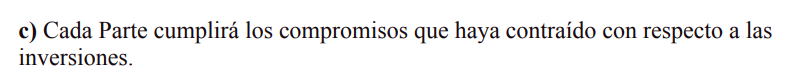 c) Cada Parte cumplirá los compromisos que haya contraído con respecto a las
inversiones.